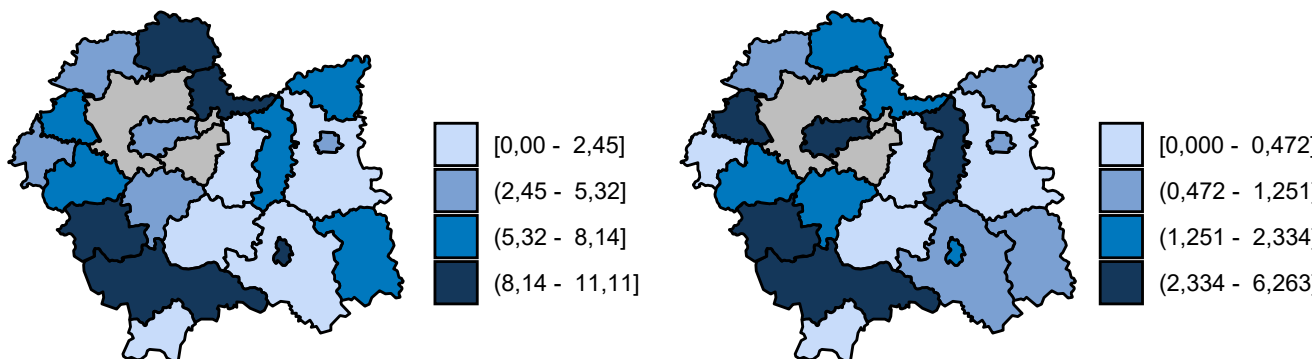 [0,00 - 2,45]
(2,45 - 5,32]
(5,32 - 8,14]
(8,14 - 11,11]
[0,000 - 0,472]
(0,472 - 1,251]
(1,251 - 2,334]
(2,334 - 6,263]